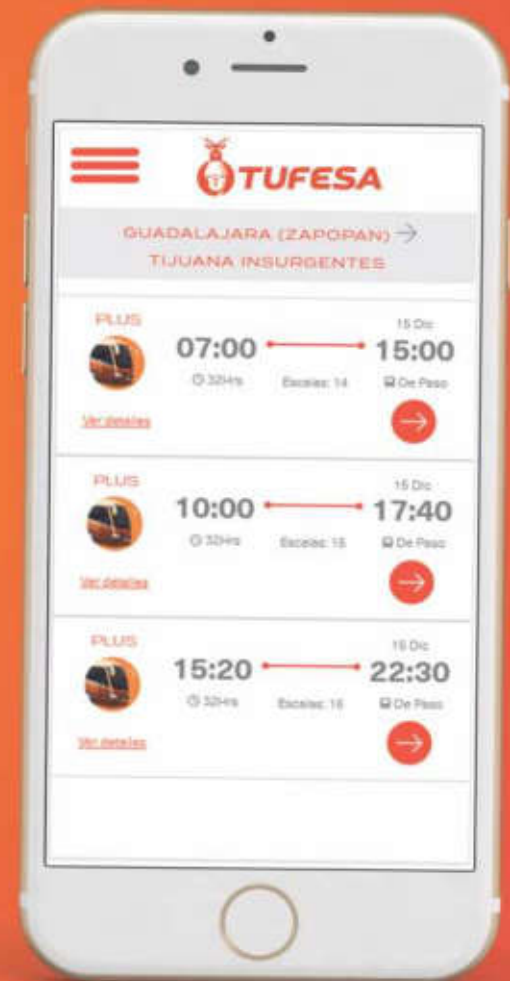 TUFESA
GUADALAJARA (ZAPOPAN) →
TIJUANA INSURGENTES
PLUS
15 Dic
07:00 15:00
32Hrs Escalas: 14 De Paso
Ver detalles
PLUS
15 Dic
10:00 17:40
32Hrs Escalas: 15 De Paso
Ver detalles
PLUS
15 Dic
15:20 22:30
32Hrs Escalas: 16 De Paso
Ver detalles